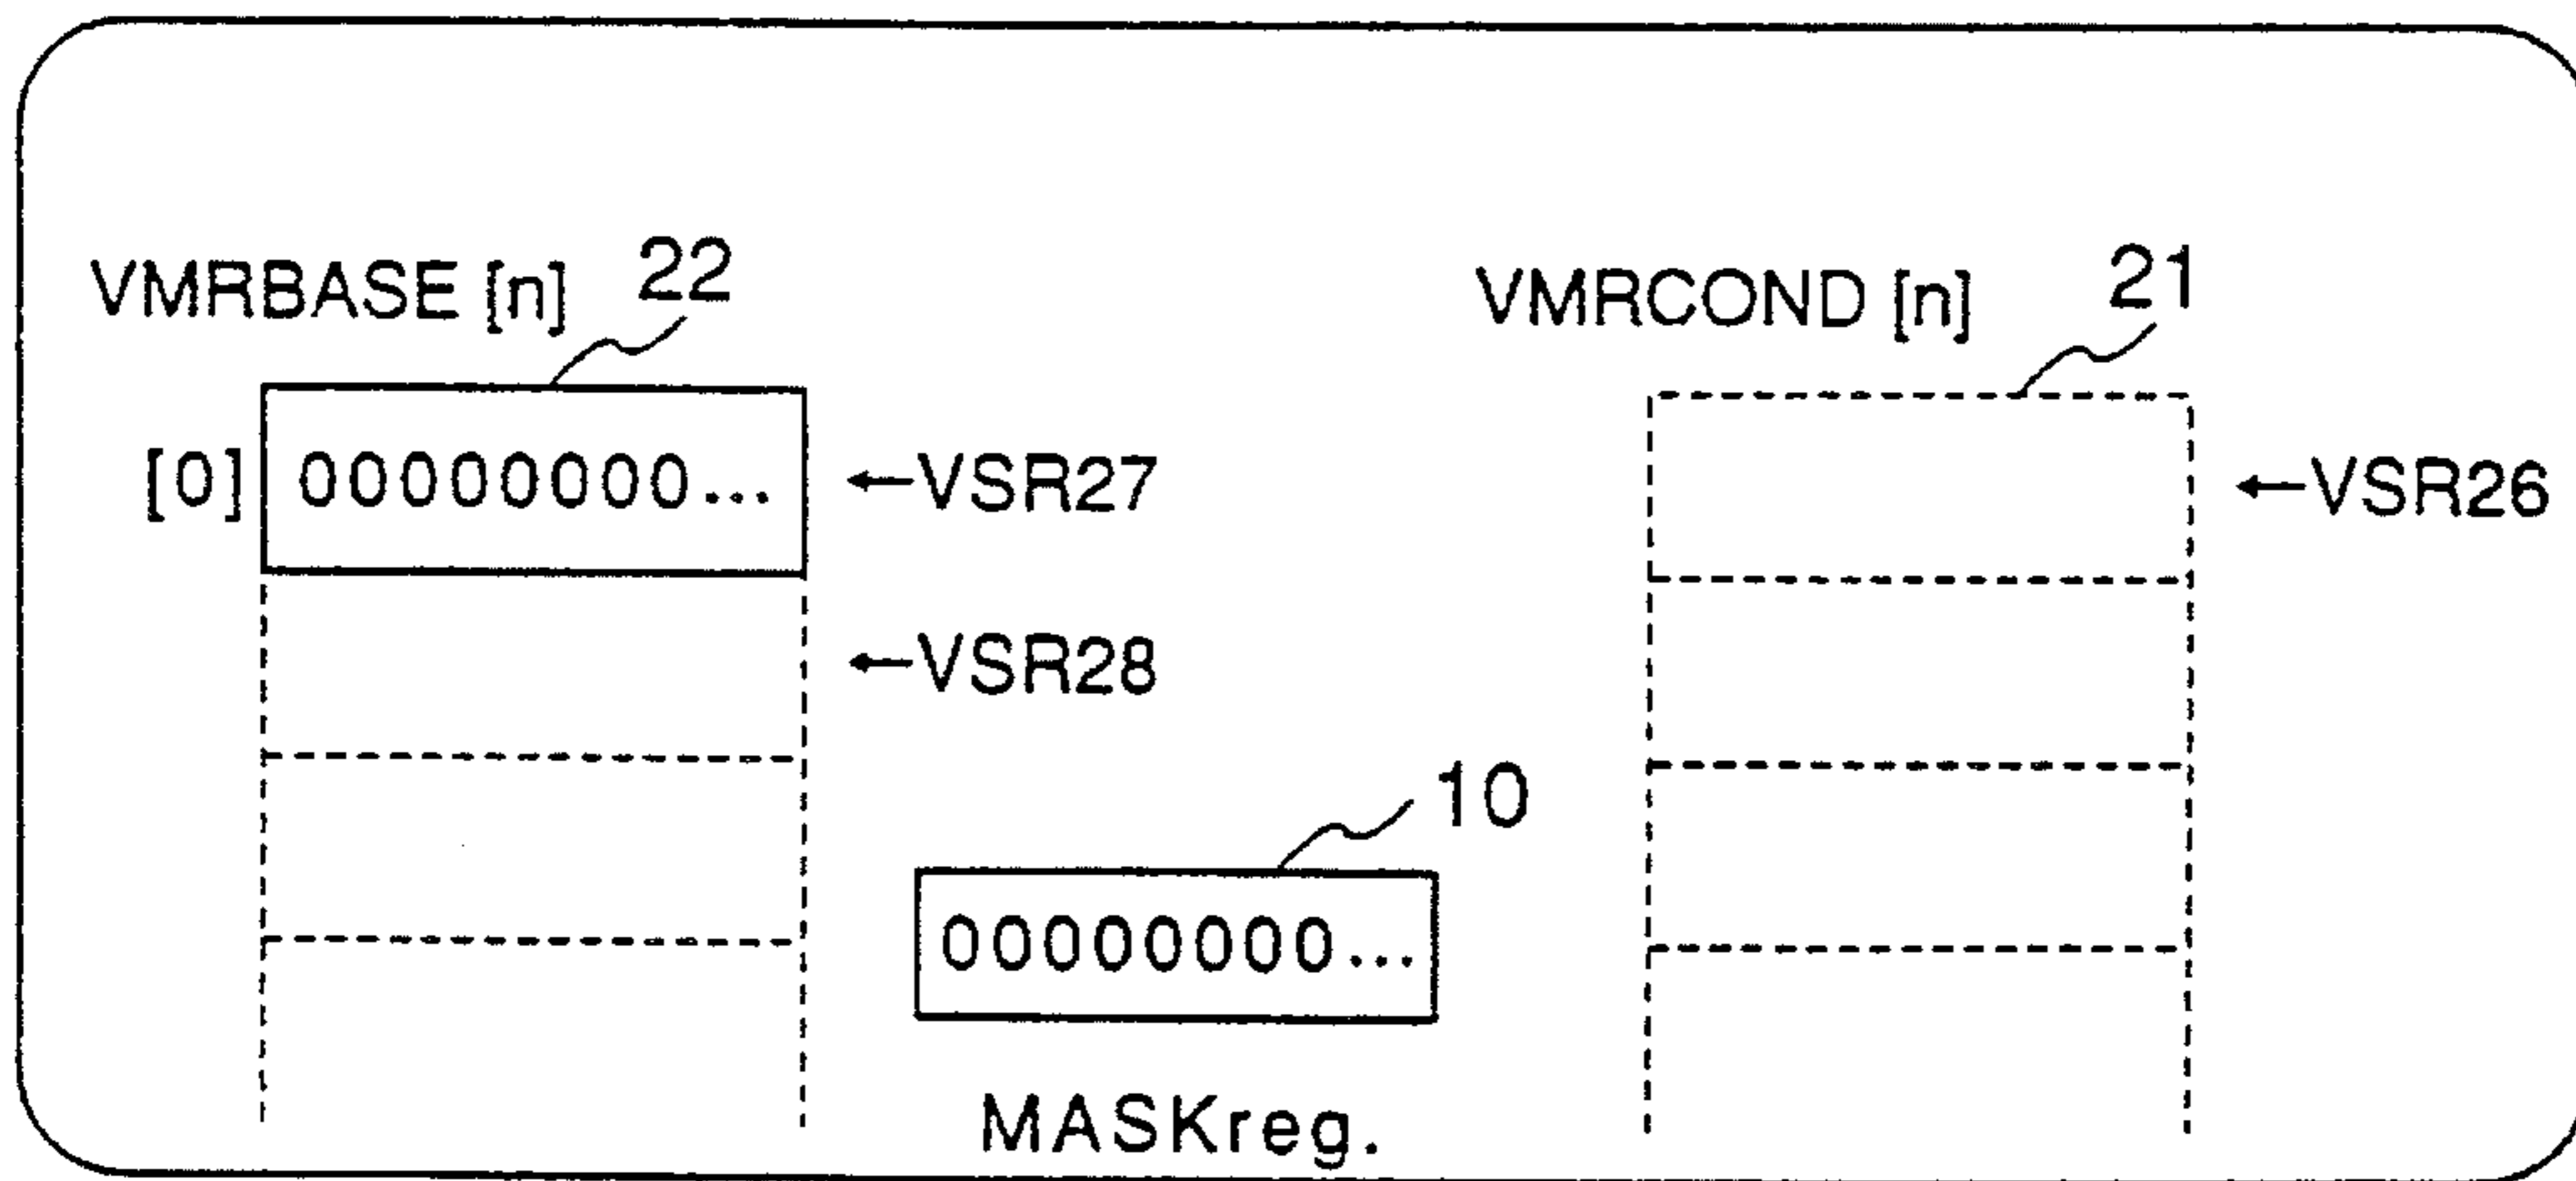 VMRBASE [n] 22 VMRCOND [n] 21
[0] 00000000... ←VSR27 ←VSR26
←VSR28
10
00000000...
MASKreg.